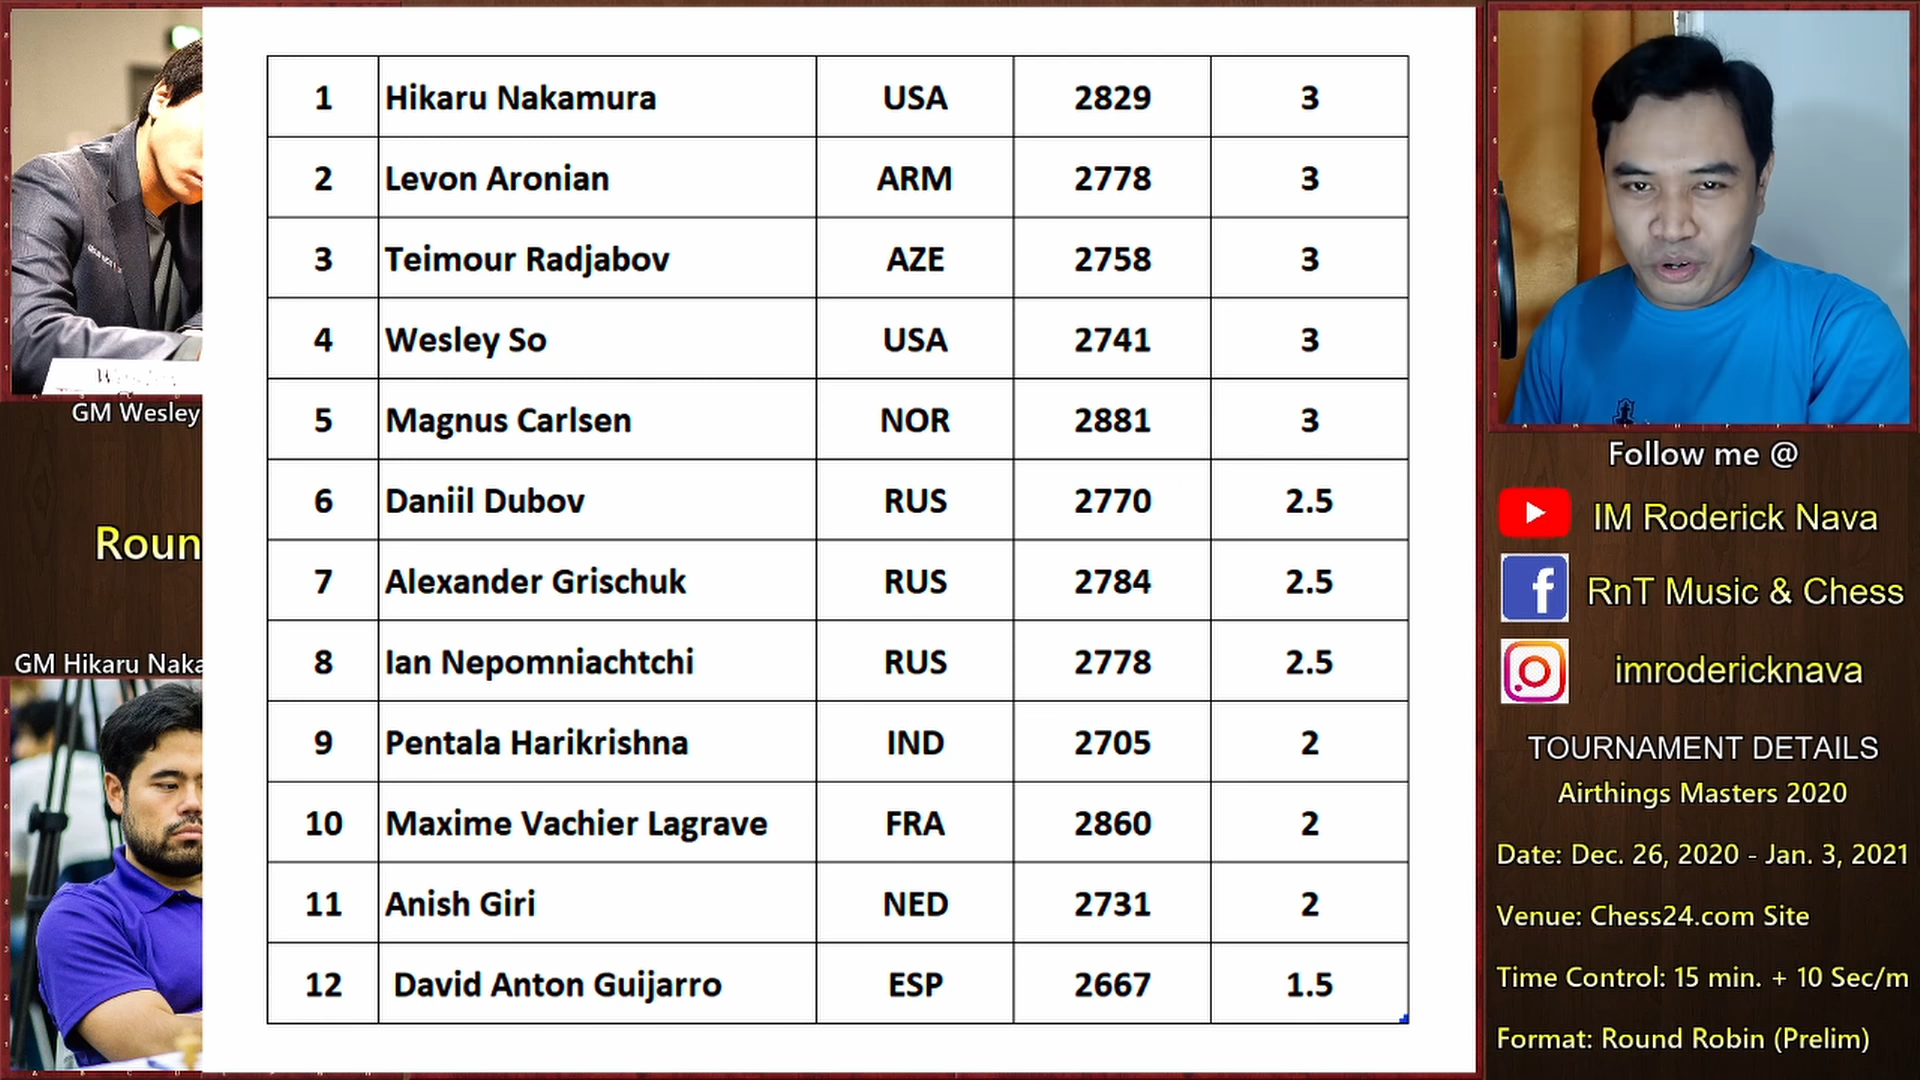 GM Wesley
Roun
GM Hikaru Naka
1 Hikaru Nakamura USA 2829 3
2 Levon Aronian ARM 2778 3
3 Teimour Radjabov AZE 2758 3
4 Wesley So USA 2741 3
5 Magnus Carlsen NOR 2881 3
6 Daniil Dubov RUS 2770 2.5
7 Alexander Grischuk RUS 2784 2.5
8 Ian Nepomniachtchi RUS 2778 2.5
9 Pentala Harikrishna IND 2705 2
10 Maxime Vachier Lagrave FRA 2860 2
11 Anish Giri NED 2731 2
12 David Anton Guijarro ESP 2667 1.5
Follow me @
IM Roderick Nava
f RnT Music & Chess
imrodericknava
TOURNAMENT DETAILS
Airthings Masters 2020
Date: Dec. 26, 2020 - Jan. 3, 2021
Venue: Chess24.com Site
Time Control: 15 min. + 10 Sec/m
Format: Round Robin (Prelim)